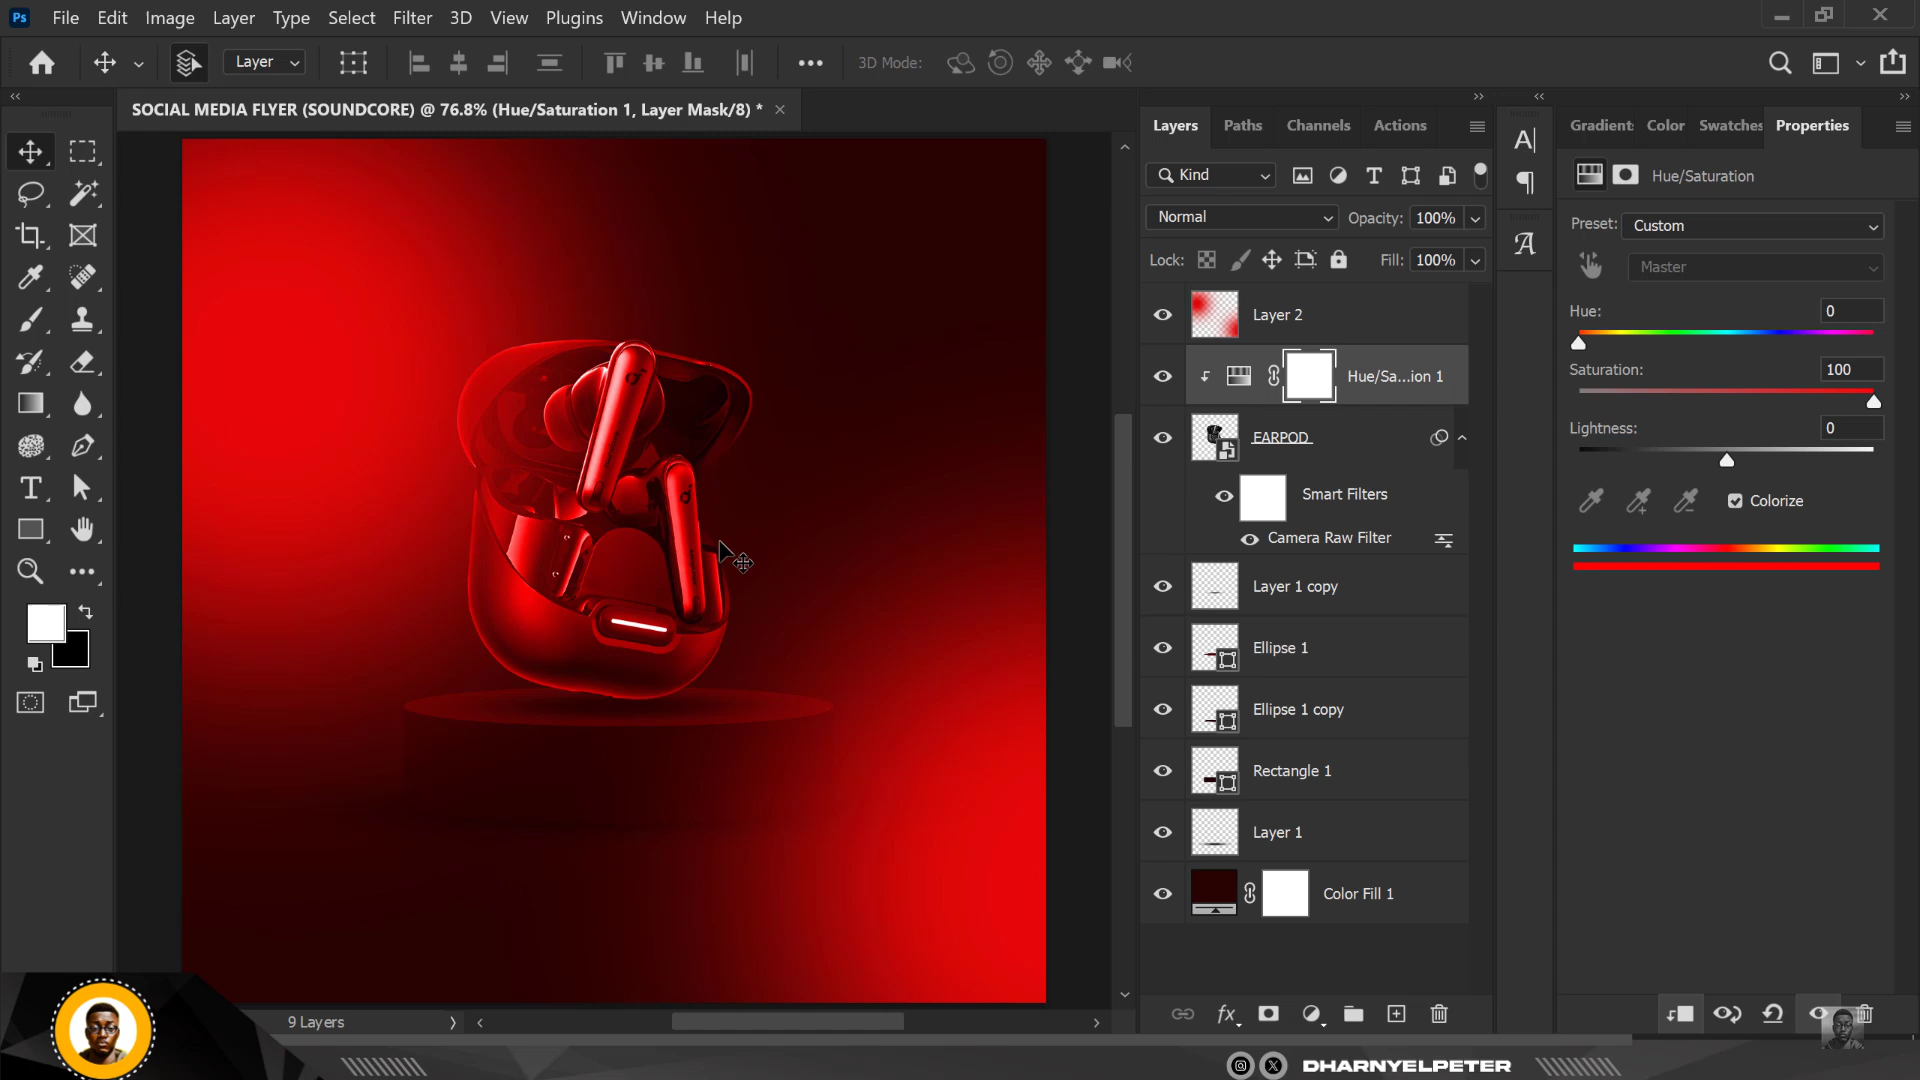 Ps File Edit Image Layer Type Select Filter 3D View Plugins Window Help
Layer 3D Mode:
SOCIAL MEDIA FLYER (SOUNDCORE) @ 76.8% (Hue/Saturation 1, Layer Mask/8) *
Layers Paths Channels Actions
Kind
Normal Opacity: 100%
Lock: Fill: 100%
Layer 2
Hue/Sa...ion 1
EARPOD
Smart Filters
Camera Raw Filter
Layer 1 copy
Ellipse 1
Ellipse 1 copy
Rectangle 1
Layer 1
Color Fill 1
Gradient Color Swatches Properties
Hue/Saturation
Preset: Custom
Master
Hue: 0
Saturation: 100
Lightness: 0
Colorize
9 Layers
DHARNYELPETER